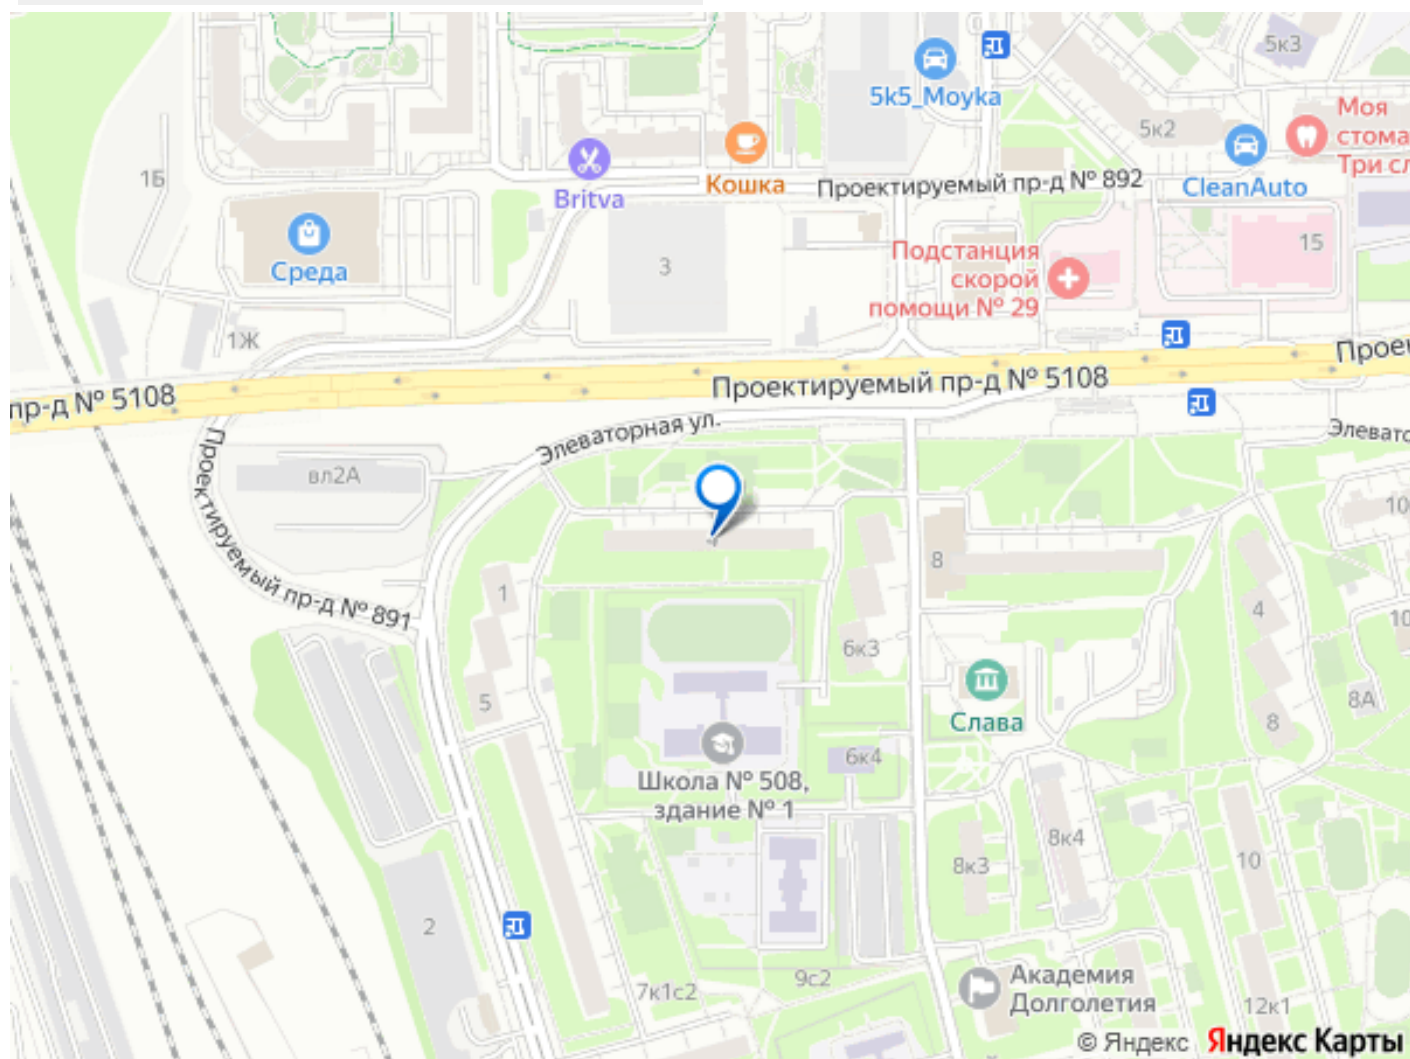 5к3
5k5_Moyka
Моя
стома
Три сл
5к2
1Б
Britva
Кошка
Проектируемый пр-д № 892
CleanAuto
Среда
3
Подстанция
скорой
помощи № 29
15
1Ж
Проек
Проектируемый пр-д № 5108
пр-д № 5108
Элеваторная ул.
Элеватс
Проектируемый пр-д № 891
вл2А
10
4
8
1
4
10
6к3
5
Слава
8А
8
6к4
Школа № 508,
здание № 1
8к4
8к3
10
2
9с2
7к1с2
Академия
Долголетия
12к1
© Яндекс Яндекс Карты